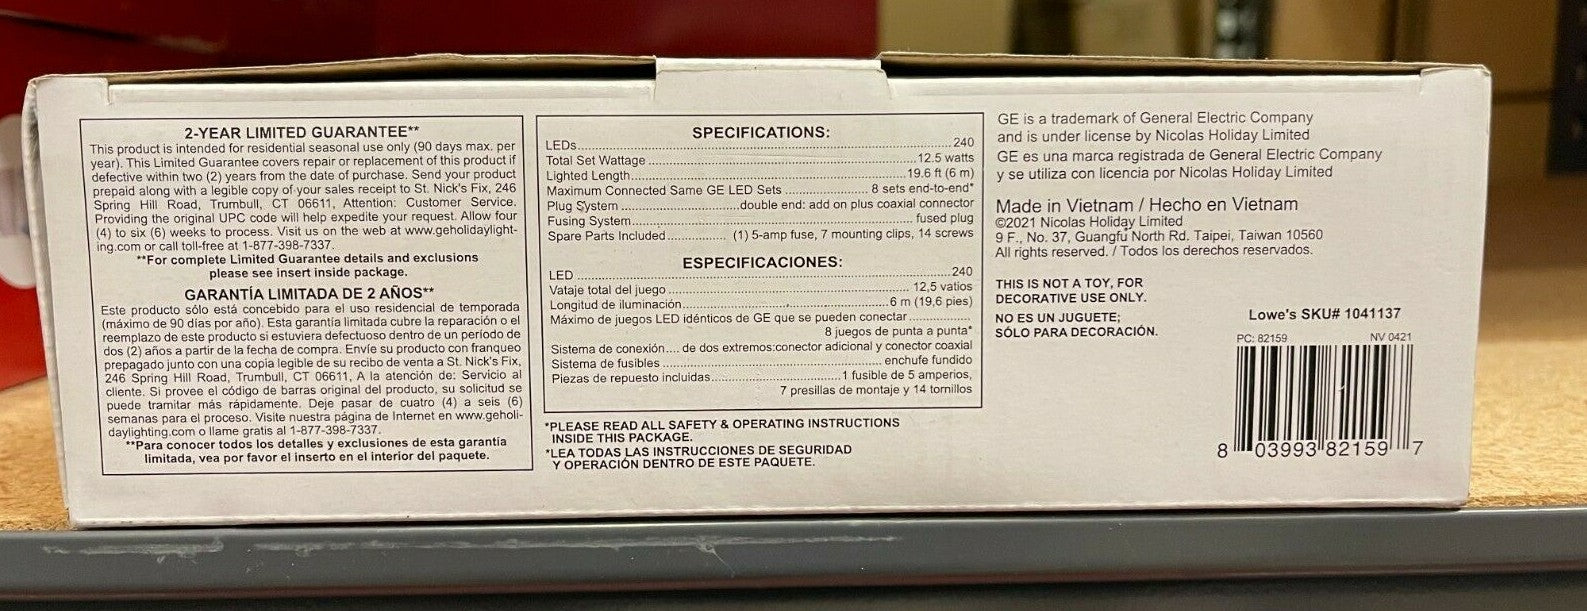 2-YEAR LIMITED GUARANTEE**
This product is intended for residential seasonal use only (90 days max. per
year). This Limited Guarantee covers repair or replacement of this product if
defective within two (2) years from the date of purchase. Send your product
prepaid along with a legible copy of your sales receipt to St. Nick's Fix, 246
Spring Hill Road, Trumbull, CT 06611, Attention: Customer Service.
Providing the original UPC code will help expedite your request. Allow four
(4) to six (6) weeks to process. Visit us on the web at www.geholidaylight-
ing.com or call toll-free at 1-877-398-7337.
**For complete Limited Guarantee details and exclusions
please see insert inside package.
GARANTÍA LIMITADA DE 2 AÑOS**
Este producto sólo está concebido para el uso residencial de temporada
(máximo de 90 días por año). Esta garantía limitada cubre la reparación o el
reemplazo de este producto si estuviera defectuoso dentro de un período de
dos (2) años a partir de la fecha de compra. Envíe su producto con franqueo
prepagado junto con una copia legible de su recibo de venta a St. Nick's Fix,
246 Spring Hill Road, Trumbull, CT 06611, A la atención de: Servicio al
cliente. Si provee el código de barras original del producto, su solicitud se
puede tramitar más rápidamente. Deje pasar de cuatro (4) a seis (6)
semanas para el proceso. Visite nuestra página de Internet en www.geholi-
daylighting.com o llame gratis al 1-877-398-7337.
**Para conocer todos los detalles y exclusiones de esta garantía
limitada, vea por favor el inserto en el interior del paquete.
SPECIFICATIONS:
LEDs ........ 240
Total Set Wattage ........ 12.5 watts
Lighted Length ........ 19.6 ft (6 m)
Maximum Connected Same GE LED Sets ........ 8 sets end-to-end*
Plug System ........ double end: add on plus coaxial connector
Fusing System ........ fused plug
Spare Parts Included ........ (1) 5-amp fuse, 7 mounting clips, 14 screws
ESPECIFICACIONES:
LED ........ 240
Vataje total del juego ........ 12,5 vatios
Longitud de iluminación ........ 6 m (19,6 pies)
Máximo de juegos LED idénticos de GE que se pueden conectar ........
8 juegos de punta a punta*
Sistema de conexión.... de dos extremos:conector adicional y conector coaxial
Sistema de fusibles ........ enchufe fundido
Piezas de repuesto incluidas ........ 1 fusible de 5 amperios,
7 presillas de montaje y 14 tornillos
*PLEASE READ ALL SAFETY & OPERATING INSTRUCTIONS
INSIDE THIS PACKAGE.
*LEA TODAS LAS INSTRUCCIONES DE SEGURIDAD
Y OPERACIÓN DENTRO DE ESTE PAQUETE.
GE is a trademark of General Electric Company
and is under license by Nicolas Holiday Limited
GE es una marca registrada de General Electric Company
y se utiliza con licencia por Nicolas Holiday Limited
Made in Vietnam / Hecho en Vietnam
©2021 Nicolas Holiday Limited
9 F., No. 37, Guangfu North Rd. Taipei, Taiwan 10560
All rights reserved. / Todos los derechos reservados.
THIS IS NOT A TOY, FOR
DECORATIVE USE ONLY.
NO ES UN JUGUETE;
SÓLO PARA DECORACIÓN.
Lowe's SKU# 1041137
PC: 82159 NV 0421
8 03993 82159 7